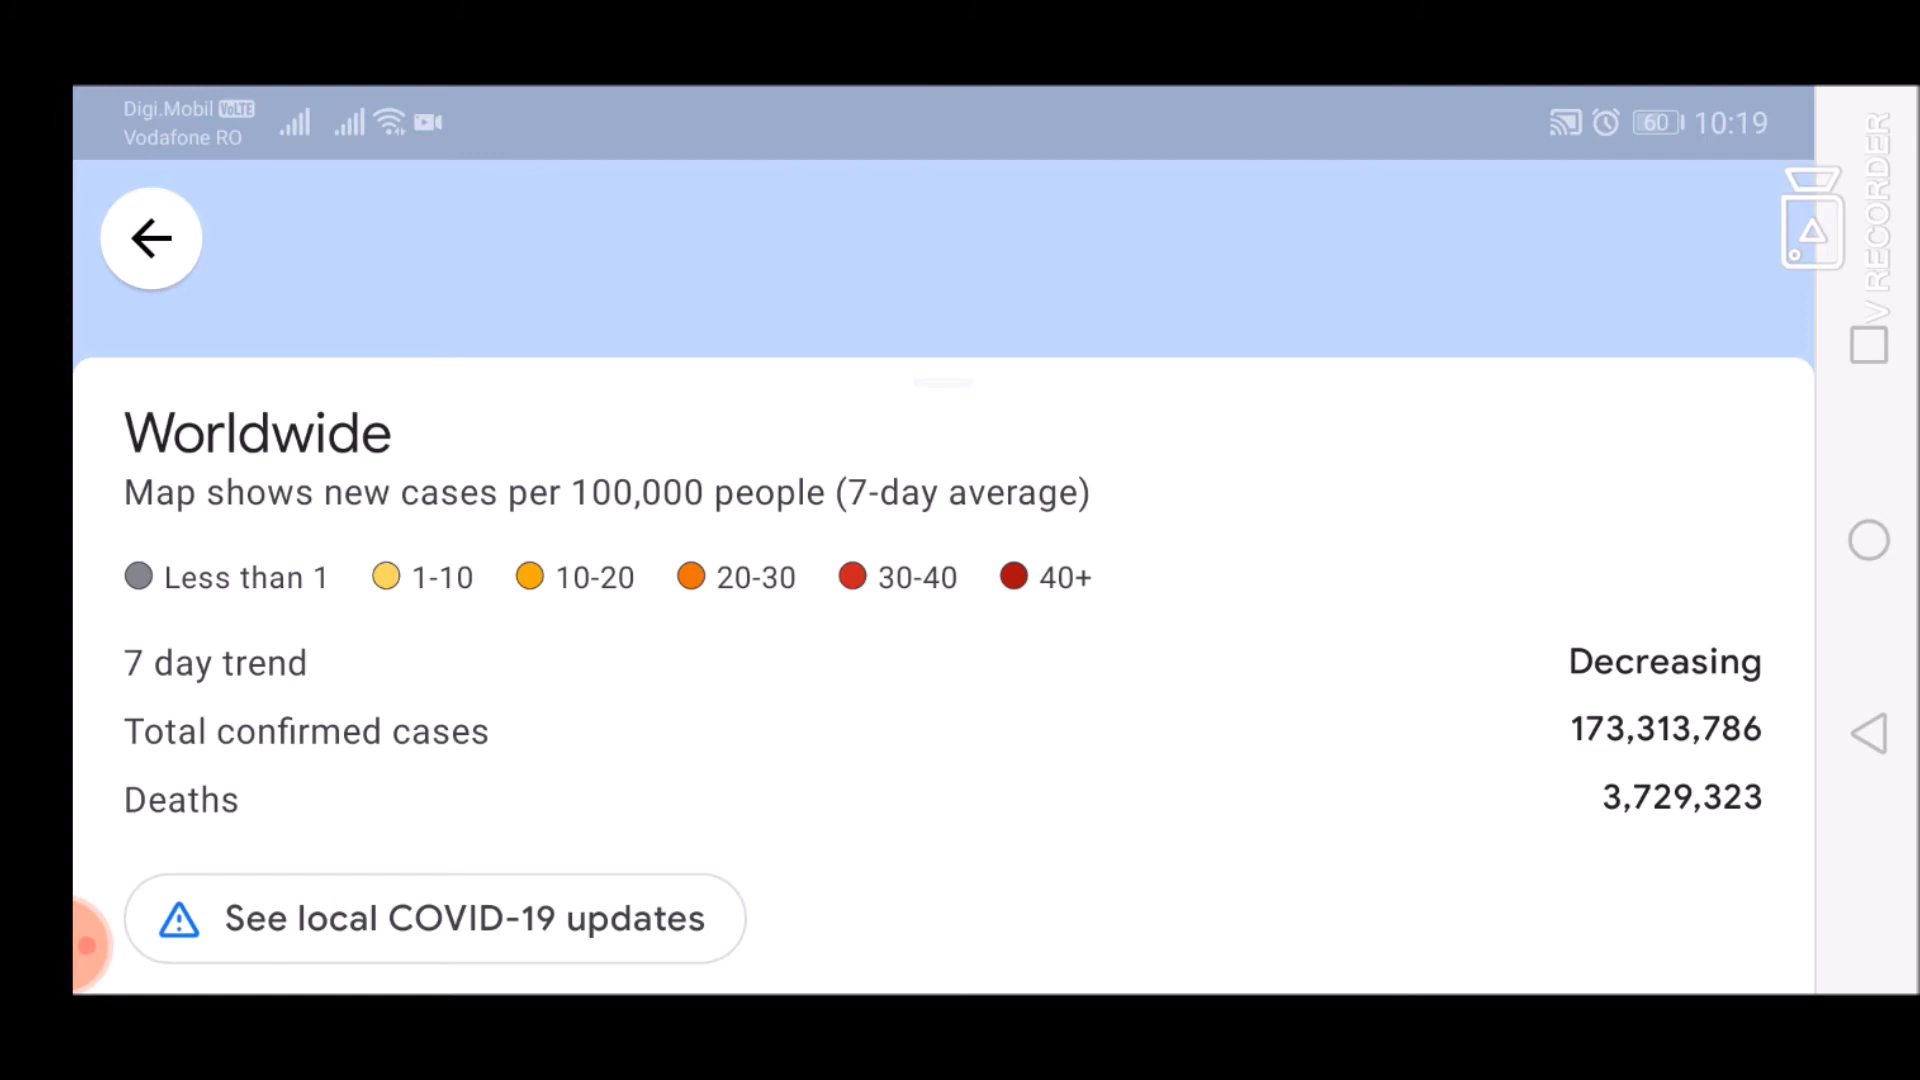 Digi.Mobil VoLTE
Vodafone RO
60 10:19
V RECORDER
Worldwide
Map shows new cases per 100,000 people (7-day average)
Less than 1 1-10 10-20 20-30 30-40 40+
7 day trend Decreasing
Total confirmed cases 173,313,786
Deaths 3,729,323
See local COVID-19 updates